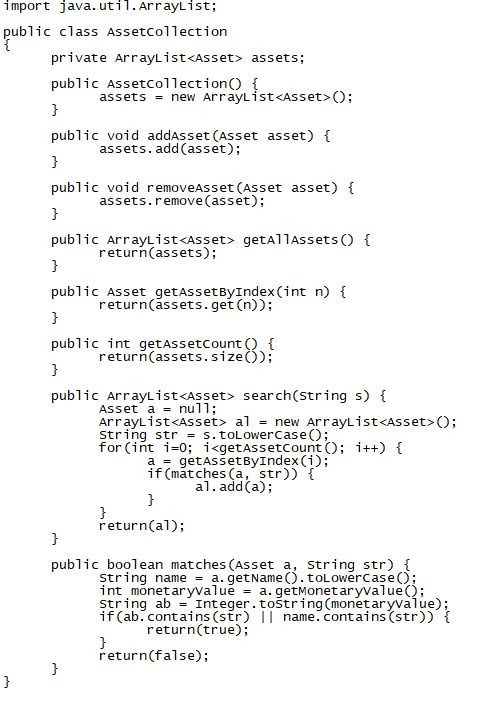 import java.util.ArrayList;

public class AssetCollection
{
      private ArrayList<Asset> assets;

      public AssetCollection() {
            assets = new ArrayList<Asset>();
      }

      public void addAsset(Asset asset) {
            assets.add(asset);
      }

      public void removeAsset(Asset asset) {
            assets.remove(asset);
      }

      public ArrayList<Asset> getAllAssets() {
            return(assets);
      }

      public Asset getAssetByIndex(int n) {
            return(assets.get(n));
      }

      public int getAssetCount() {
            return(assets.size());
      }

      public ArrayList<Asset> search(String s) {
            Asset a = null;
            ArrayList<Asset> al = new ArrayList<Asset>();
            String str = s.toLowerCase();
            for(int i=0; i<getAssetCount(); i++) {
                  a = getAssetByIndex(i);
                  if(matches(a, str)) {
                        al.add(a);
                  }
            }
            return(al);
      }

      public boolean matches(Asset a, String str) {
            String name = a.getName().toLowerCase();
            int monetaryValue = a.getMonetaryValue();
            String ab = Integer.toString(monetaryValue);
            if(ab.contains(str) || name.contains(str)) {
                  return(true);
            }
            return(false);
      }
}